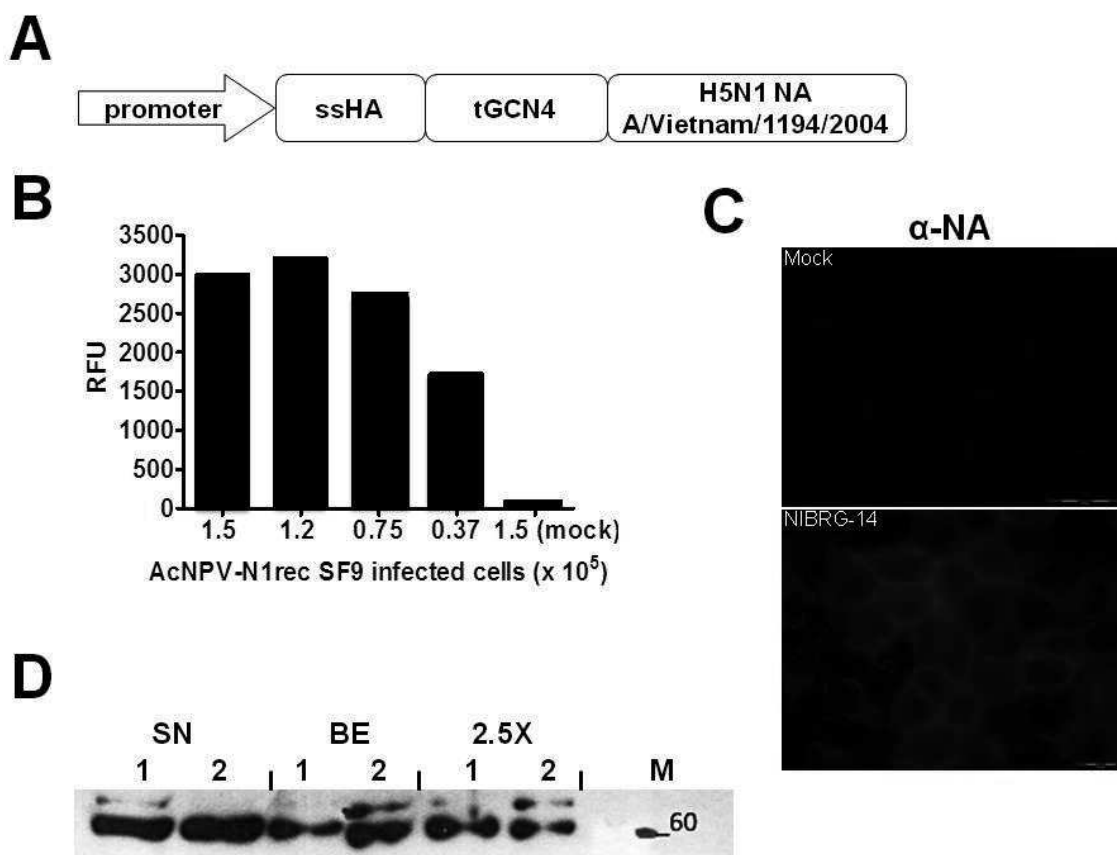 A
promoter
ssHA
tGCN4
H5N1 NA
A/Vietnam/1194/2004
B
3500
3000
2500
2000
1500
1000
500
0
RFU
1.5 1.2 0.75 0.37 1.5 (mock)
AcNPV-N1rec SF9 infected cells (x 10⁵)
C
α-NA
Mock
NIBRG-14
D
SN BE 2.5X
1 2 1 2 1 2 M
60